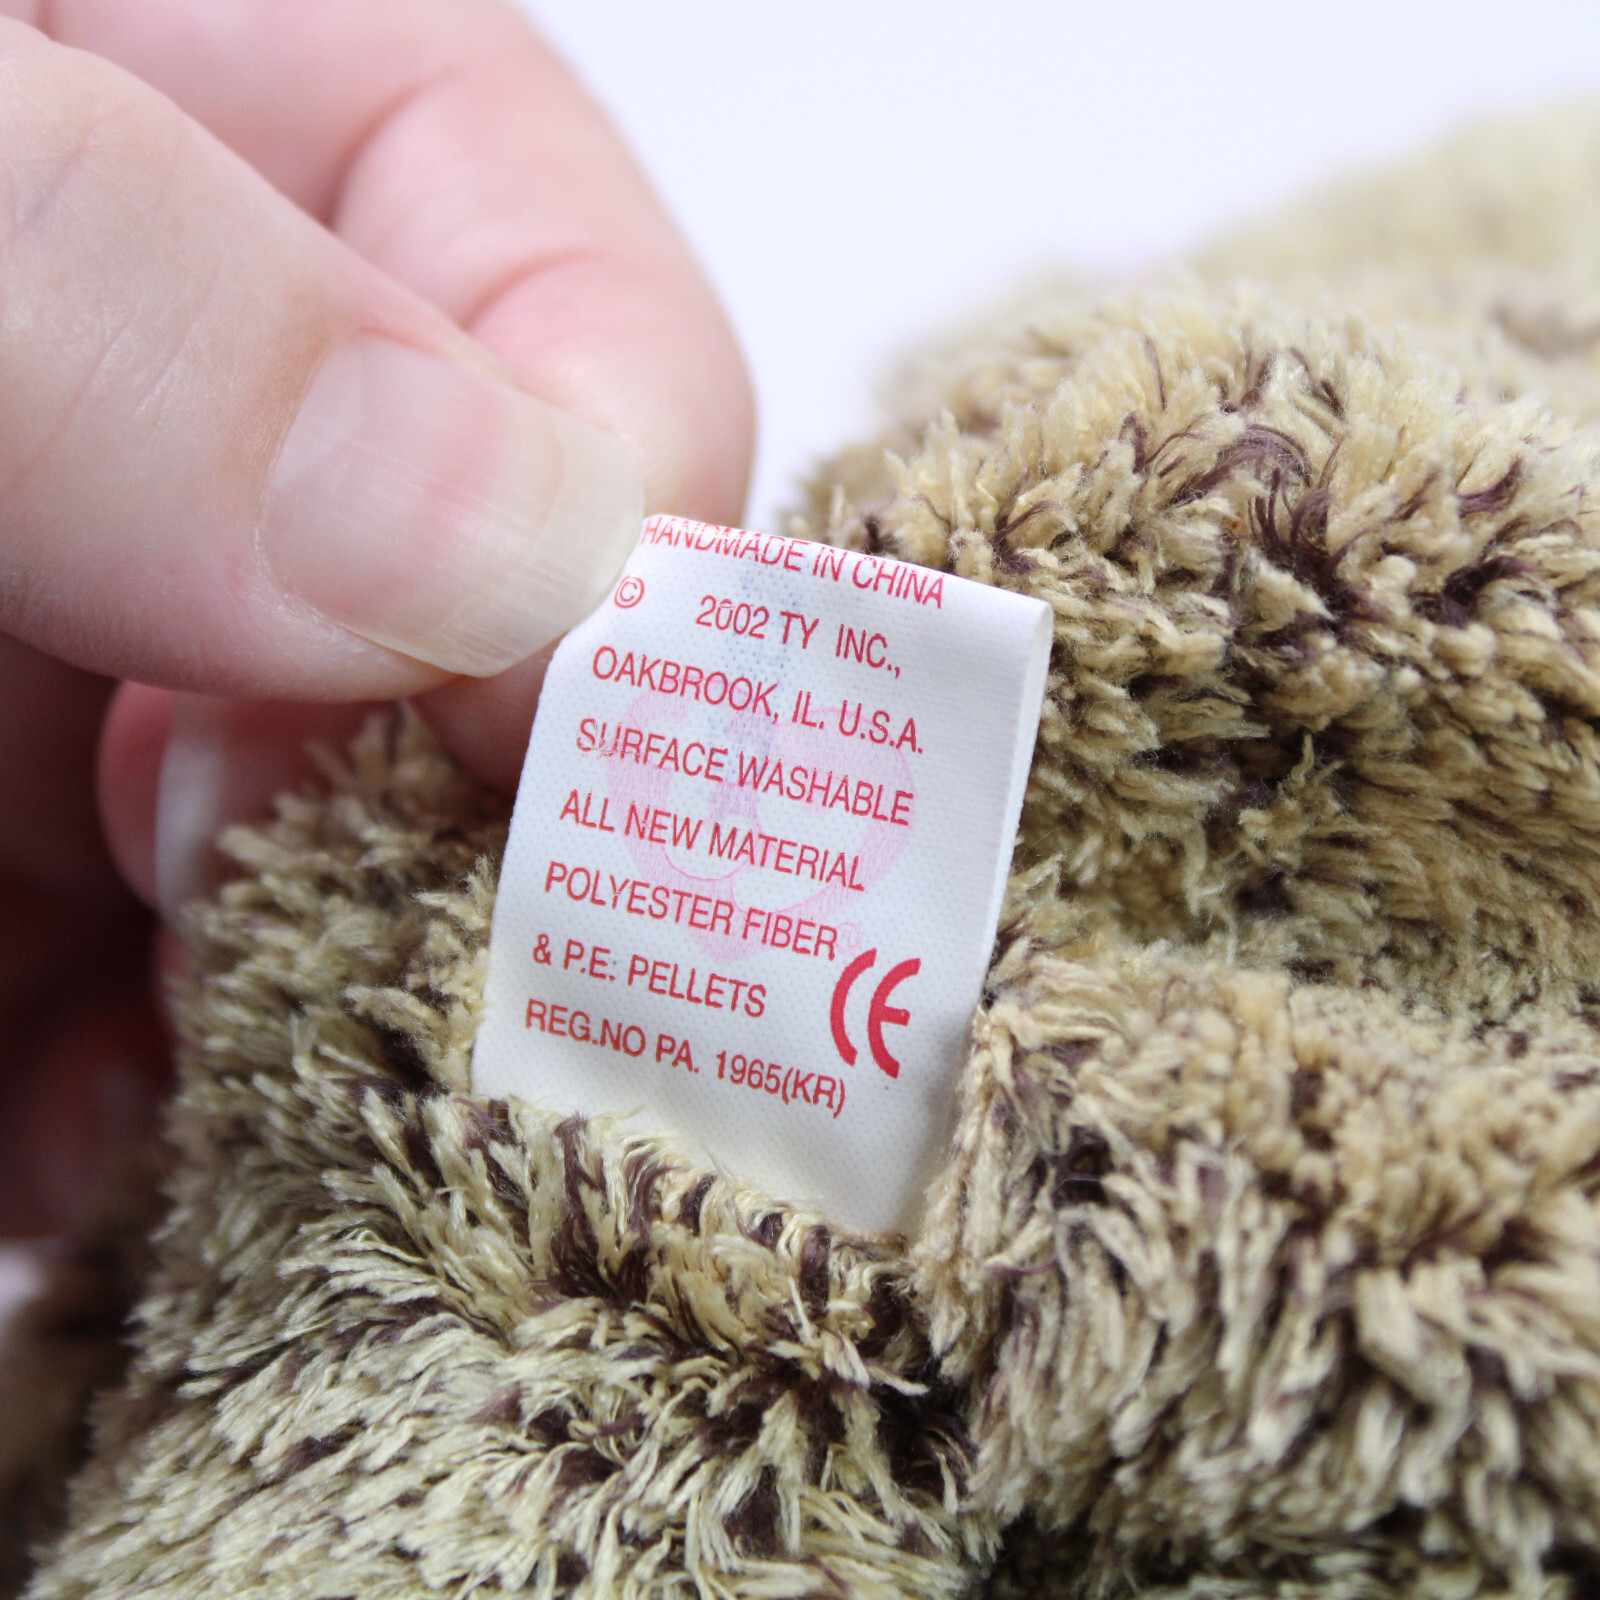 HANDMADE IN CHINA
© 2002 TY INC.,
OAKBROOK, IL. U.S.A.
SURFACE WASHABLE
ALL NEW MATERIAL
POLYESTER FIBER
& P.E. PELLETS
REG.NO PA. 1965(KR)
CE